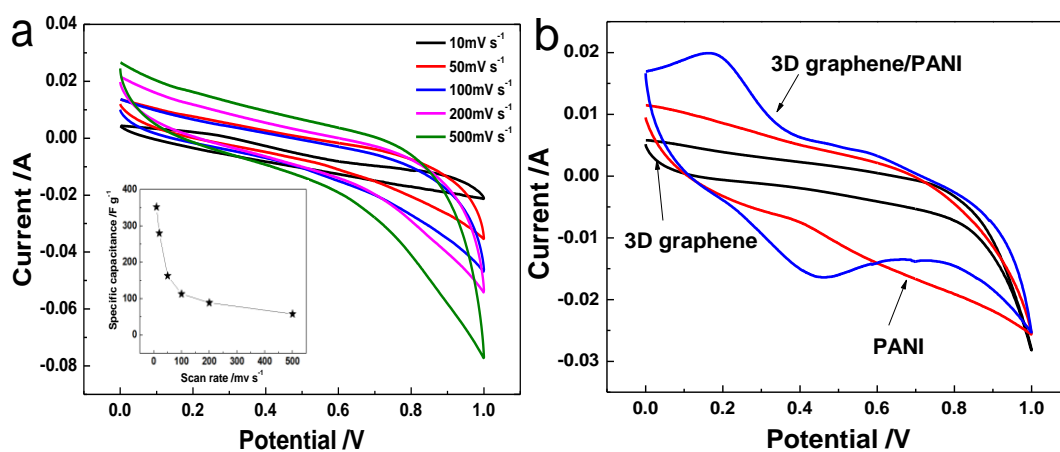 a
0.04
0.02
0.00
-0.02
-0.04
-0.06
-0.08
Current /A
0.0 0.2 0.4 0.6 0.8 1.0
Potential /V
10mV s-1
50mV s-1
100mV s-1
200mV s-1
500mV s-1
400
300
200
100
0
Specific capacitance /F g-1
0 100 200 300 400 500
Scan rate /mv s-1
b
0.02
0.01
0.00
-0.01
-0.02
-0.03
Current /A
0.0 0.2 0.4 0.6 0.8 1.0
Potential /V
3D graphene/PANI
3D graphene
PANI